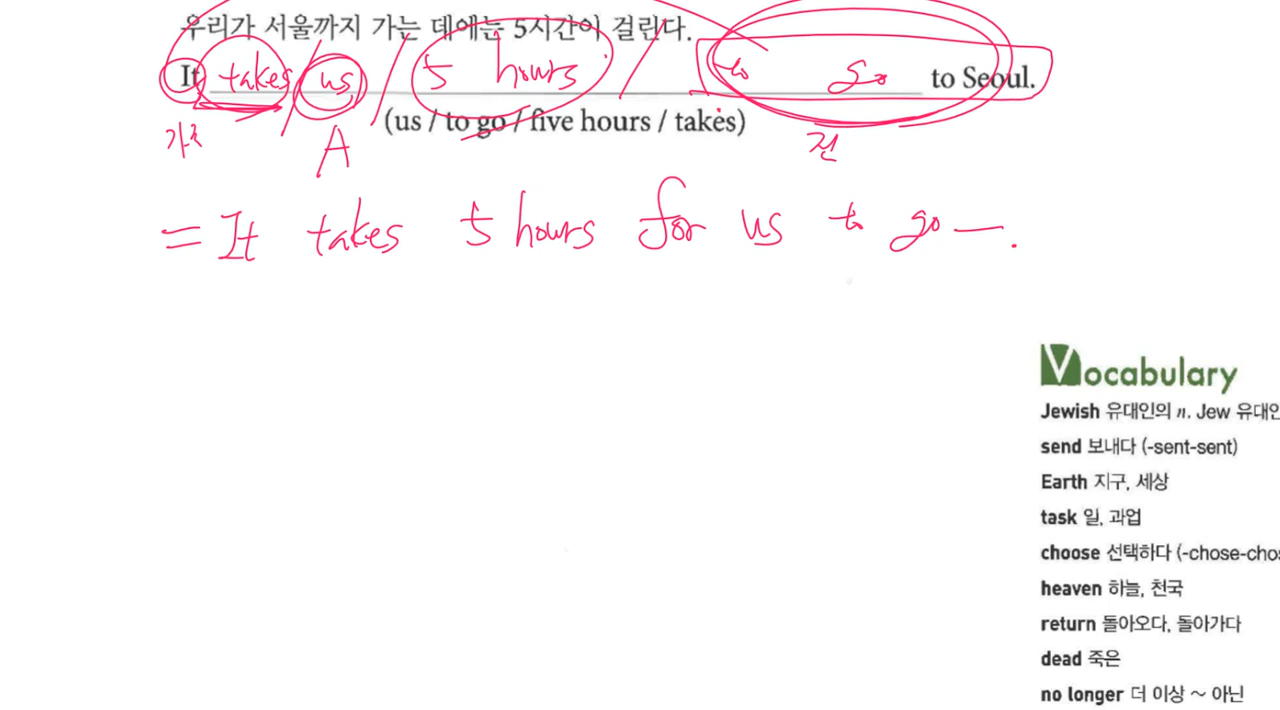 우리가 서울까지 가는 데에는 5시간이 걸린다.
It takes us 5 hours to go to Seoul.
(us / to go / five hours / takes)
가주 A 진
= It takes 5 hours for us to go ―.
Vocabulary
Jewish 유대인의 n. Jew 유대인
send 보내다 (-sent-sent)
Earth 지구, 세상
task 일, 과업
choose 선택하다 (-chose-chos
heaven 하늘, 천국
return 돌아오다, 돌아가다
dead 죽은
no longer 더 이상 ~ 아닌